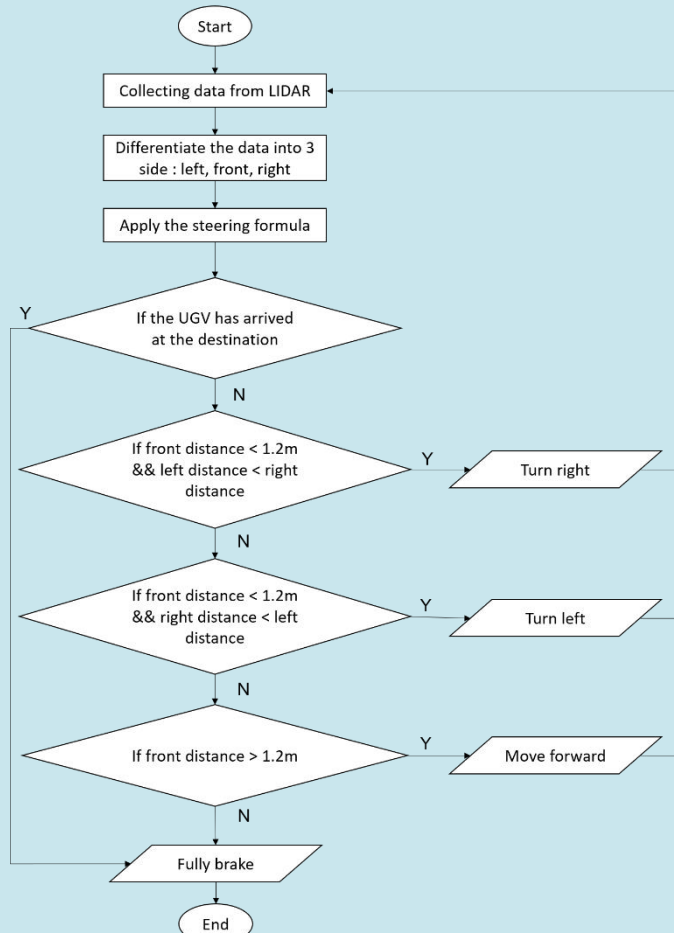 Start
Collecting data from LIDAR
Differentiate the data into 3
side : left, front, right
Apply the steering formula
Y
If the UGV has arrived
at the destination
N
If front distance < 1.2m
&& left distance < right
distance
Y
Turn right
N
If front distance < 1.2m
&& right distance < left
distance
Y
Turn left
N
If front distance > 1.2m
Y
Move forward
N
Fully brake
End